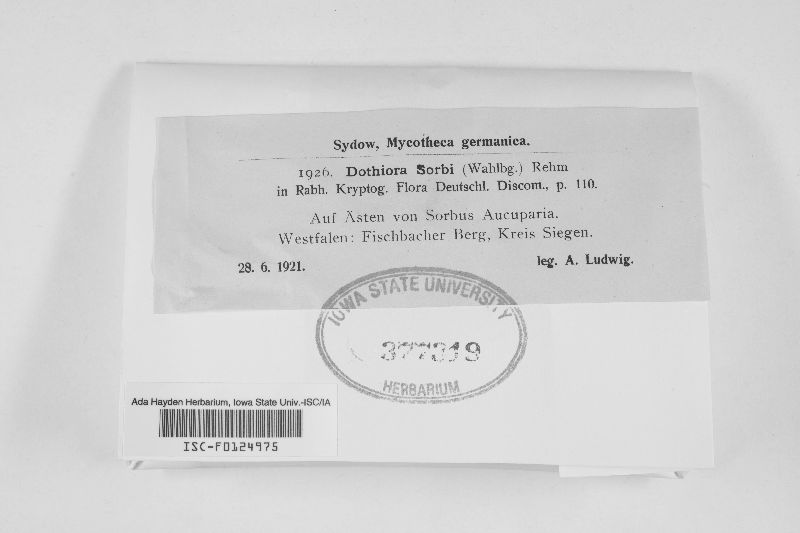 Sydow, Mycotheca germanica.
1926. Dothiora Sorbi (Wahlbg.) Rehm
in Rabh. Kryptog. Flora Deutschl. Discom., p. 110.
Auf Ästen von Sorbus Aucuparia.
Westfalen: Fischbacher Berg, Kreis Siegen.
28. 6. 1921. leg. A. Ludwig.
IOWA STATE UNIVERSITY
377319
HERBARIUM
Ada Hayden Herbarium, Iowa State Univ.-ISC/IA
ISC-F0124975